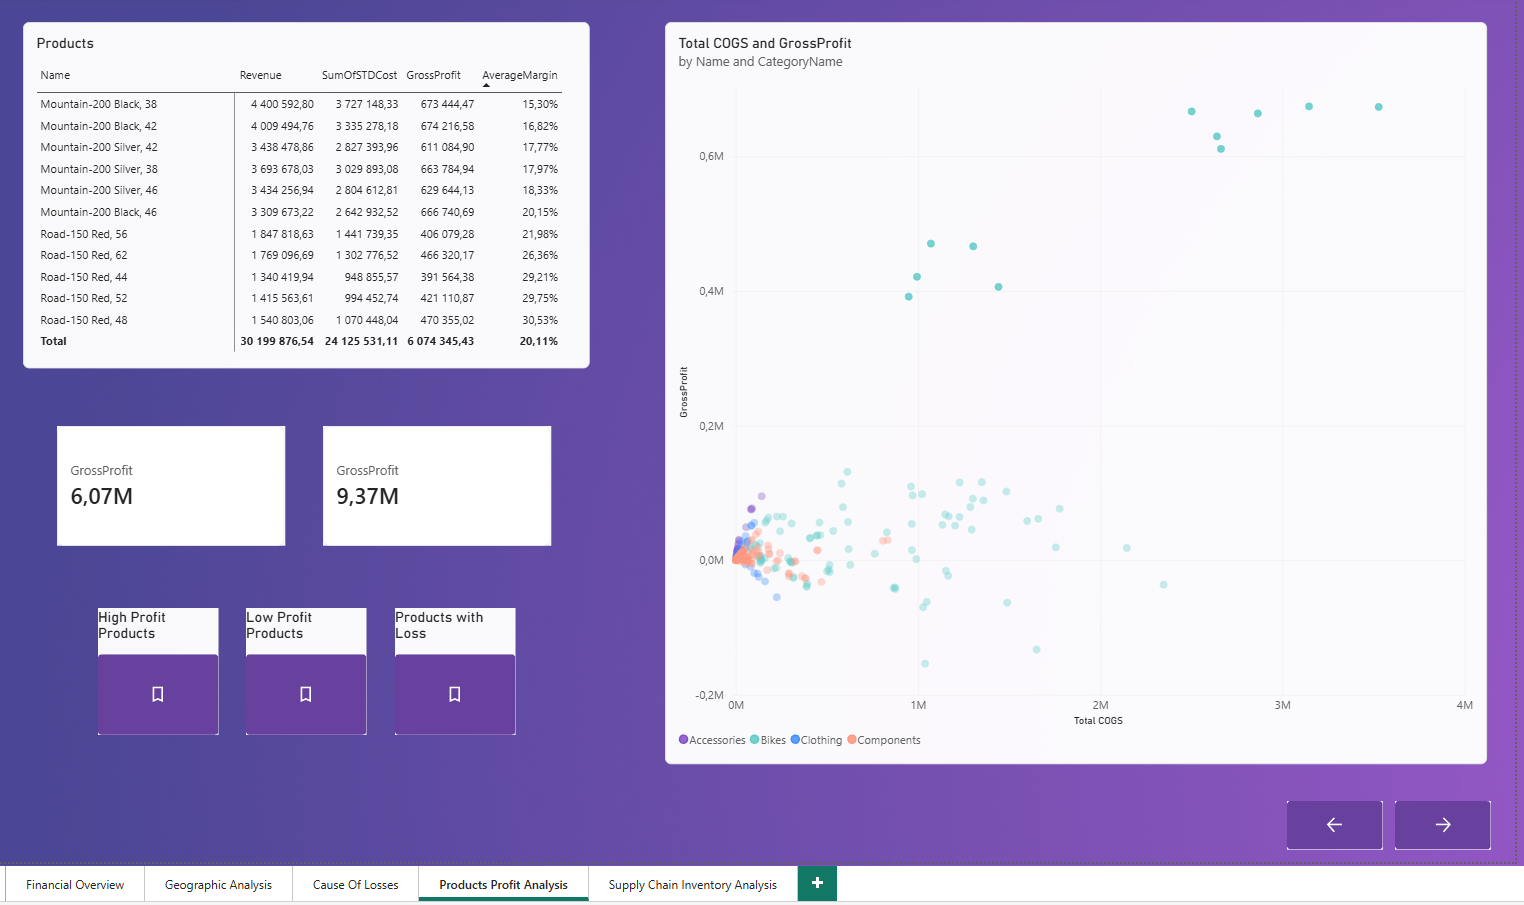 Products
Name Revenue SumOfSTDCost GrossProfit AverageMargin
Mountain-200 Black, 38 4 400 592,80 3 727 148,33 673 444,47 15,30%
Mountain-200 Black, 42 4 009 494,76 3 335 278,18 674 216,58 16,82%
Mountain-200 Silver, 42 3 438 478,86 2 827 393,96 611 084,90 17,77%
Mountain-200 Silver, 38 3 693 678,03 3 029 893,08 663 784,94 17,97%
Mountain-200 Silver, 46 3 434 256,94 2 804 612,81 629 644,13 18,33%
Mountain-200 Black, 46 3 309 673,22 2 642 932,52 666 740,69 20,15%
Road-150 Red, 56 1 847 818,63 1 441 739,35 406 079,28 21,98%
Road-150 Red, 62 1 769 096,69 1 302 776,52 466 320,17 26,36%
Road-150 Red, 44 1 340 419,94 948 855,57 391 564,38 29,21%
Road-150 Red, 52 1 415 563,61 994 452,74 421 110,87 29,75%
Road-150 Red, 48 1 540 803,06 1 070 448,04 470 355,02 30,53%
Total 30 199 876,54 24 125 531,11 6 074 345,43 20,11%
GrossProfit
6,07M
GrossProfit
9,37M
High Profit
Products
Low Profit
Products
Products with
Loss
Total COGS and GrossProfit
by Name and CategoryName
GrossProfit
0,6M
0,4M
0,2M
0,0M
-0,2M
0M 1M 2M 3M 4M
Total COGS
Accessories Bikes Clothing Components
Financial Overview Geographic Analysis Cause Of Losses Products Profit Analysis Supply Chain Inventory Analysis +